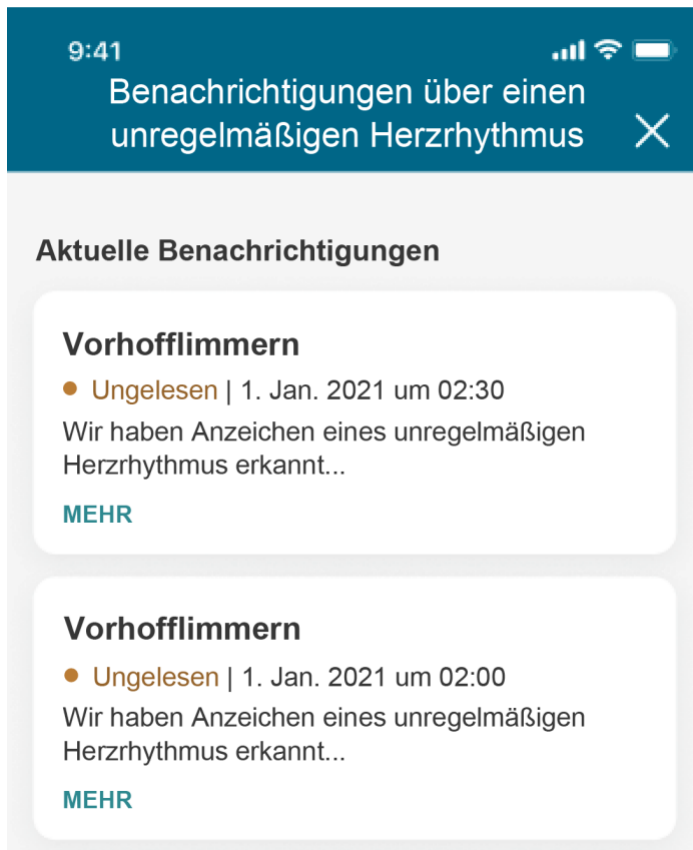 9:41
Benachrichtigungen über einen
unregelmäßigen Herzrhythmus
Aktuelle Benachrichtigungen
Vorhofflimmern
Ungelesen | 1. Jan. 2021 um 02:30
Wir haben Anzeichen eines unregelmäßigen
Herzrhythmus erkannt...
MEHR
Vorhofflimmern
Ungelesen | 1. Jan. 2021 um 02:00
Wir haben Anzeichen eines unregelmäßigen
Herzrhythmus erkannt...
MEHR